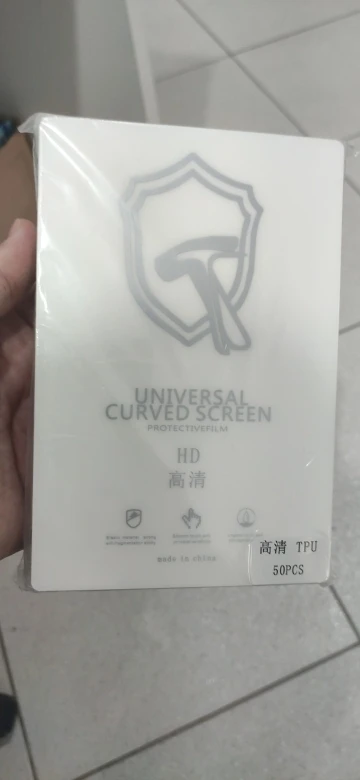 UNIVERSAL
CURVED SCREEN
PROTECTIVEFILM
HD
高清
made in china
高清 TPU
50PCS